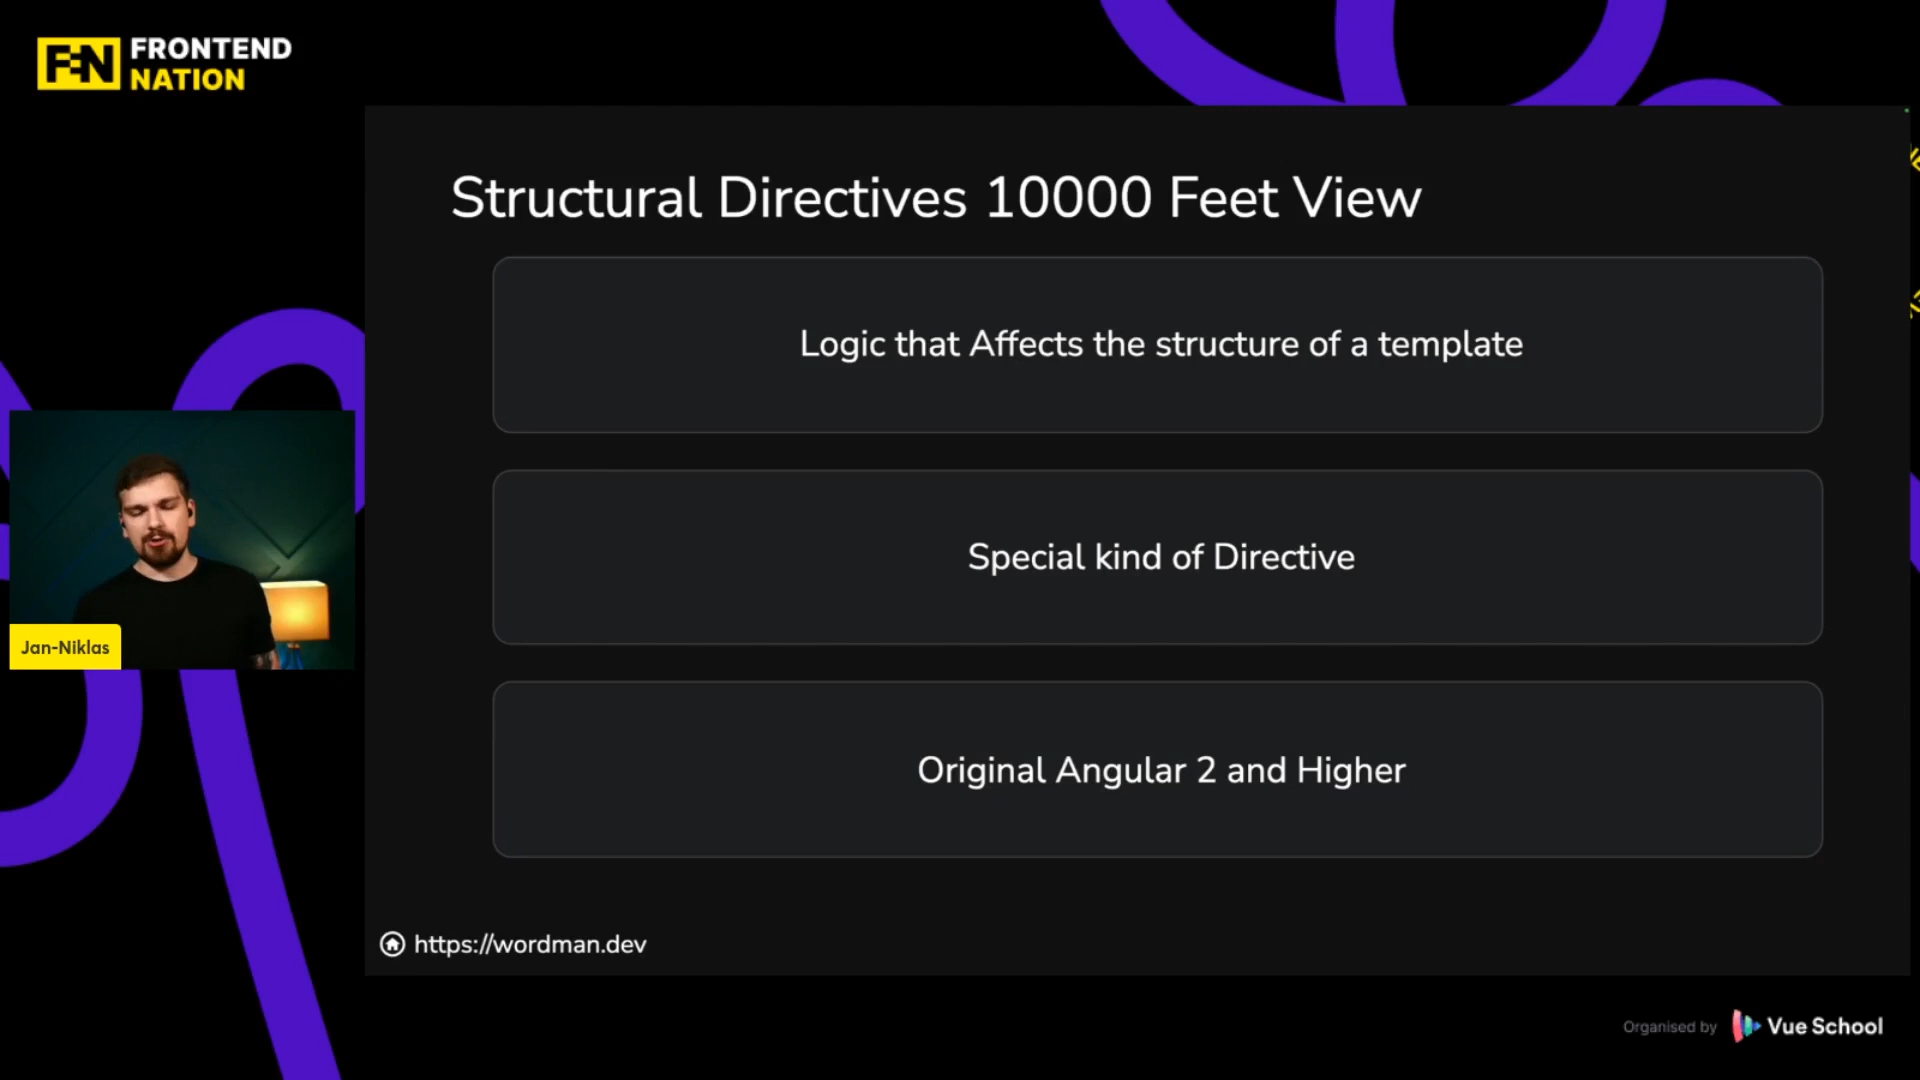 FEN FRONTEND
NATION
Structural Directives 10000 Feet View
Logic that Affects the structure of a template
Special kind of Directive
Original Angular 2 and Higher
Jan-Niklas
https://wordman.dev
Organised by Vue School